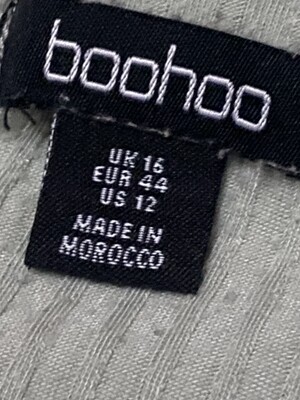 boohoo
UK 16
EUR 44
US 12
MADE IN
MOROCCO